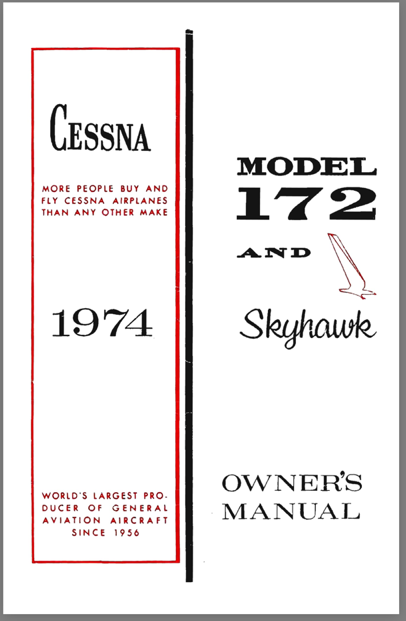 CESSNA
MORE PEOPLE BUY AND
FLY CESSNA AIRPLANES
THAN ANY OTHER MAKE
1974
WORLD'S LARGEST PRO-
DUCER OF GENERAL
AVIATION AIRCRAFT
SINCE 1956
MODEL
172
AND
Skyhawk
OWNER'S
MANUAL